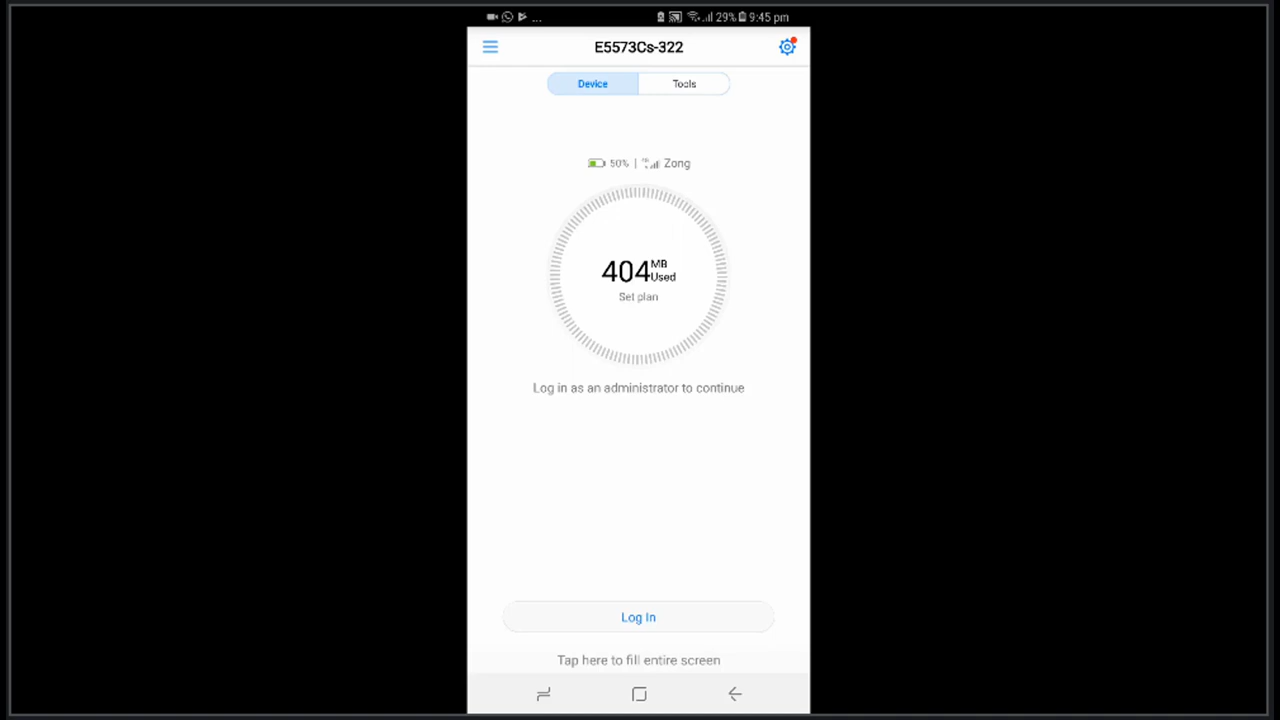 ... 29% 9:45 pm
E5573Cs-322
Device Tools
50% | Zong
404 MB Used
Set plan
Log in as an administrator to continue
Log In
Tap here to fill entire screen